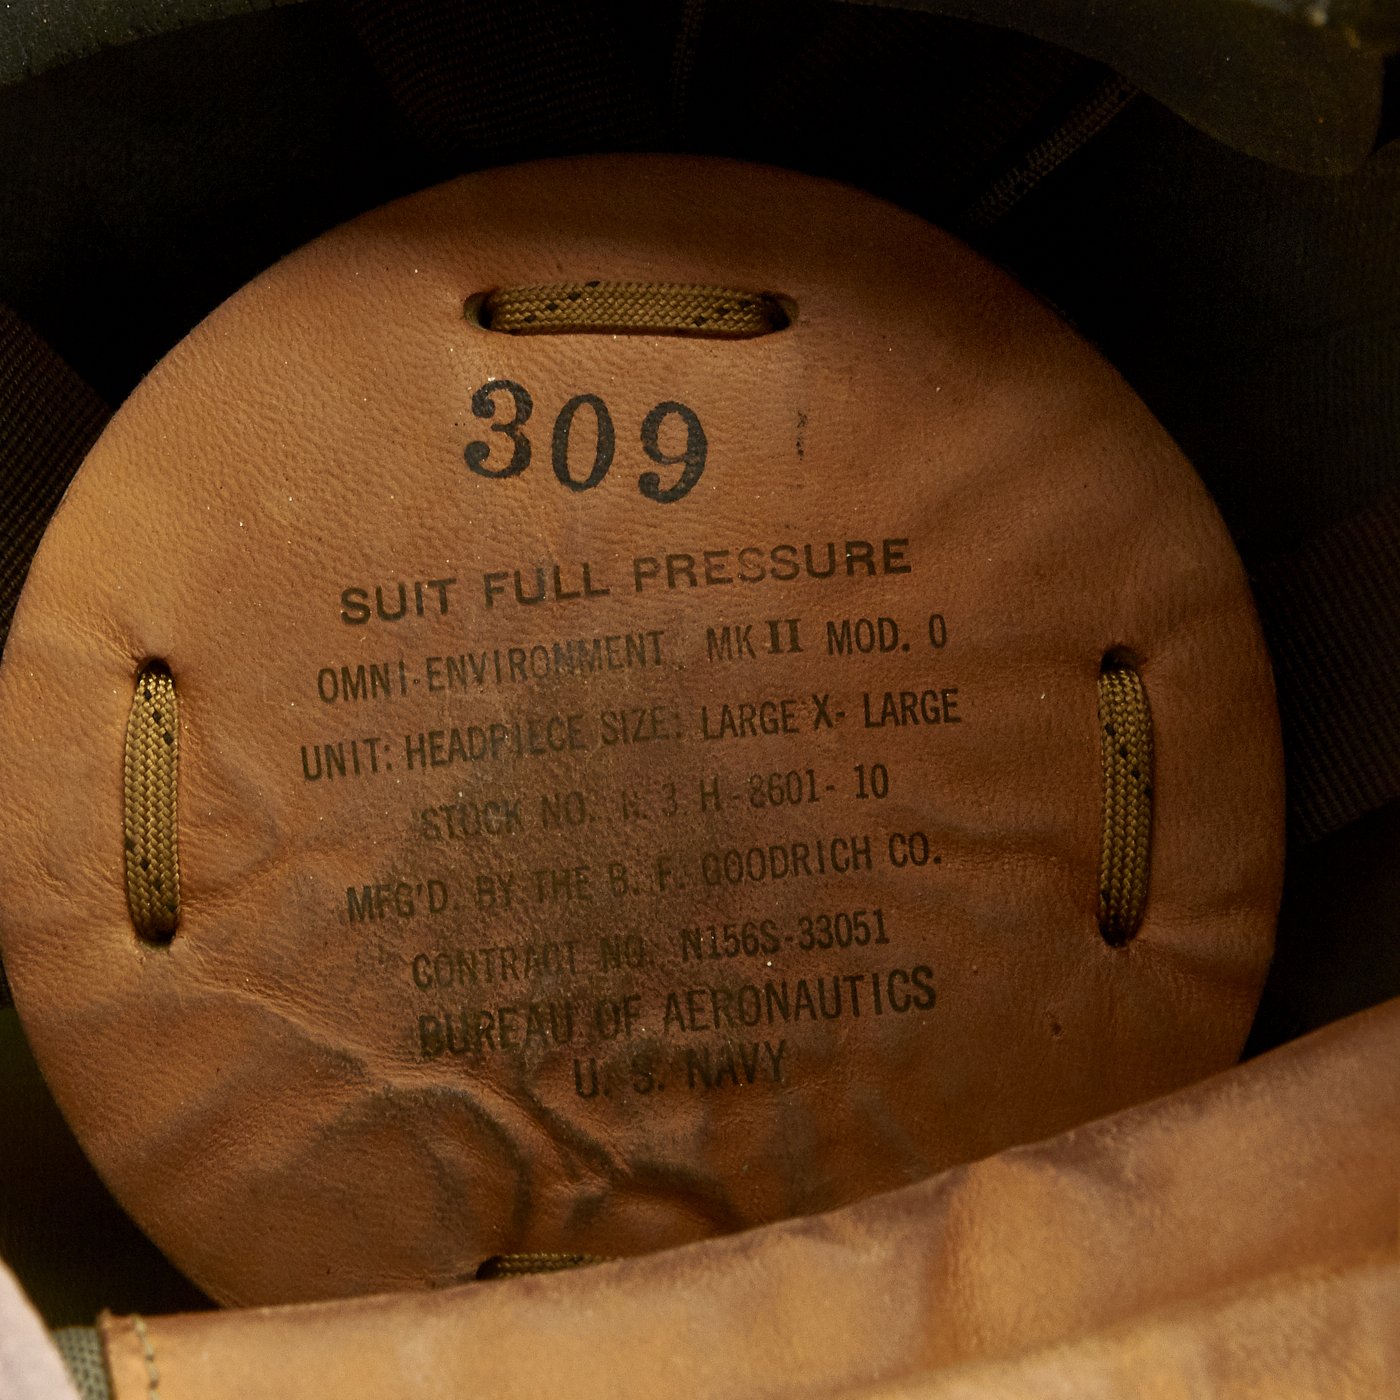 309
SUIT FULL PRESSURE
OMNI-ENVIRONMENT MK II MOD. 0
UNIT: HEADPIECE SIZE: LARGE X- LARGE
STOCK NO. H-8601-10
MFG'D. BY THE B. F. GOODRICH CO.
CONTRACT NO. N156S-33051
BUREAU OF AERONAUTICS
U. S. NAVY